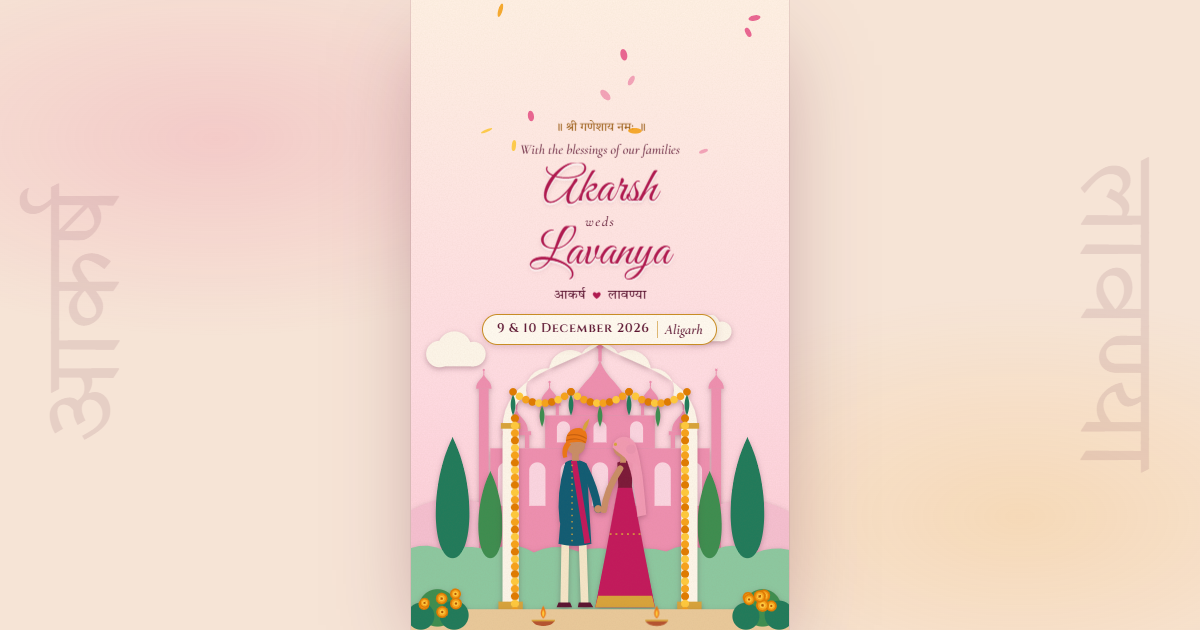 ॥ श्री गणेशाय नमः ॥
With the blessings of our families
Akarsh
weds
Lavanya
आकर्ष ♥ लावण्या
9 & 10 December 2026 | Aligarh
आकर्ष
लावण्या